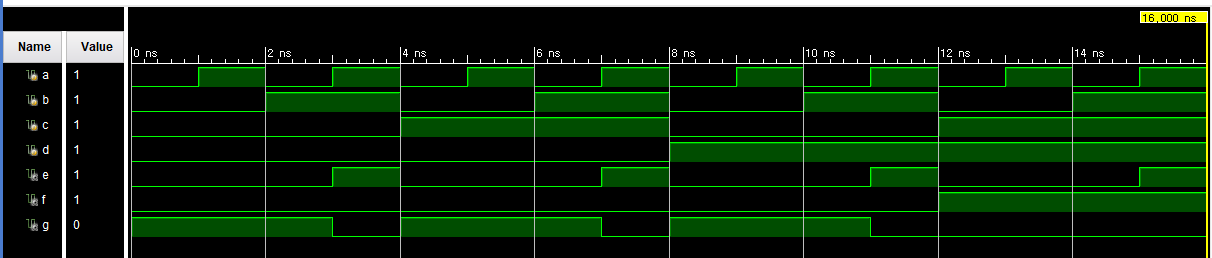 16,000 ns
Name Value
0 ns 2 ns 4 ns 6 ns 8 ns 10 ns 12 ns 14 ns
a 1
b 1
c 1
d 1
e 1
f 1
g 0